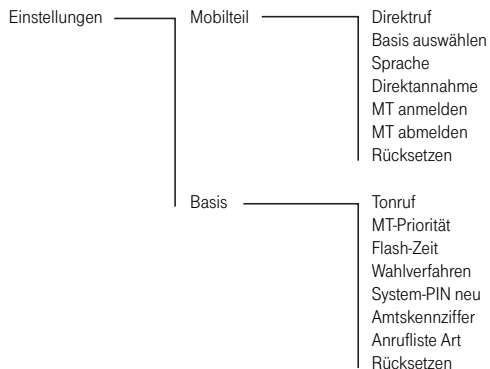 Einstellungen Mobilteil Direktruf
Basis auswählen
Sprache
Direktannahme
MT anmelden
MT abmelden
Rücksetzen
Basis Tonruf
MT-Priorität
Flash-Zeit
Wahlverfahren
System-PIN neu
Amtskennziffer
Anrufliste Art
Rücksetzen